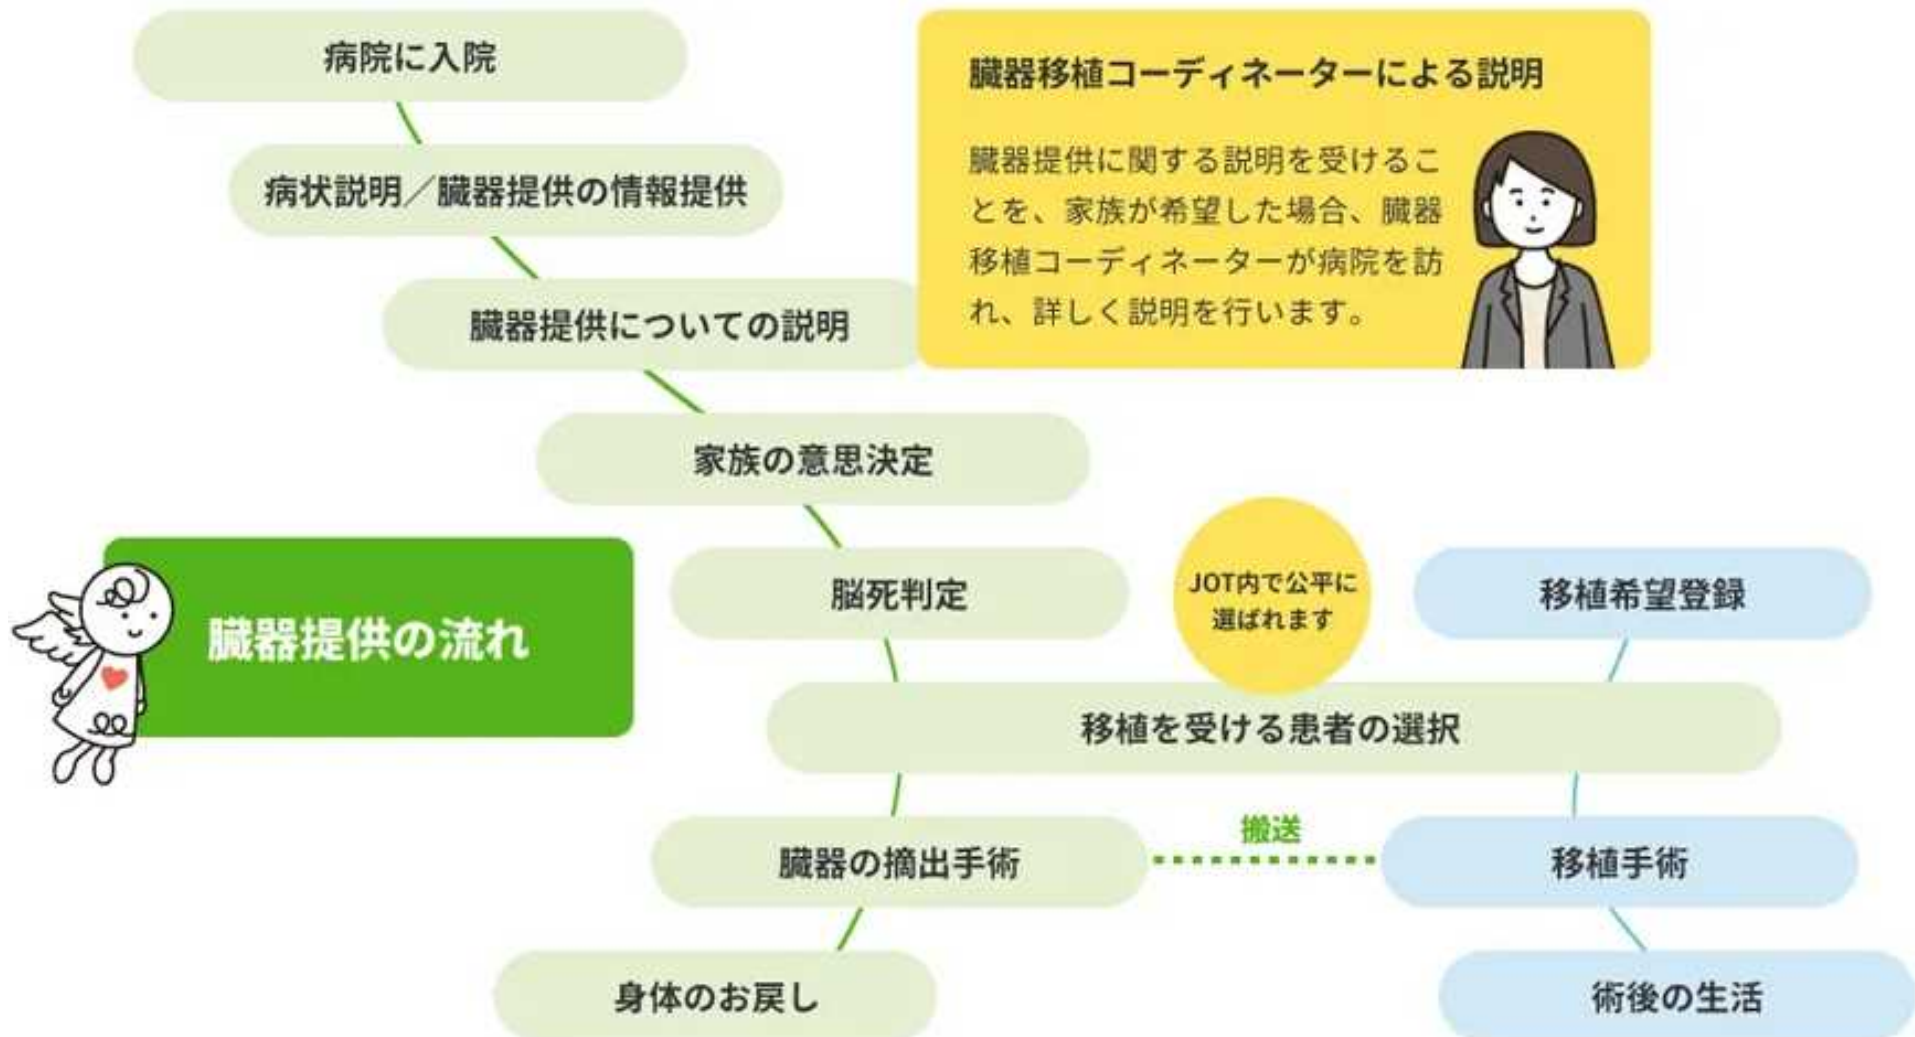 病院に入院
病状説明／臓器提供の情報提供
臓器提供についての説明
臓器移植コーディネーターによる説明
臓器提供に関する説明を受けるこ
とを、家族が希望した場合、臓器
移植コーディネーターが病院を訪
れ、詳しく説明を行います。
家族の意思決定
臓器提供の流れ
脳死判定
JOT内で公平に
選ばれます
移植希望登録
移植を受ける患者の選択
臓器の摘出手術
搬送
移植手術
身体のお戻し
術後の生活